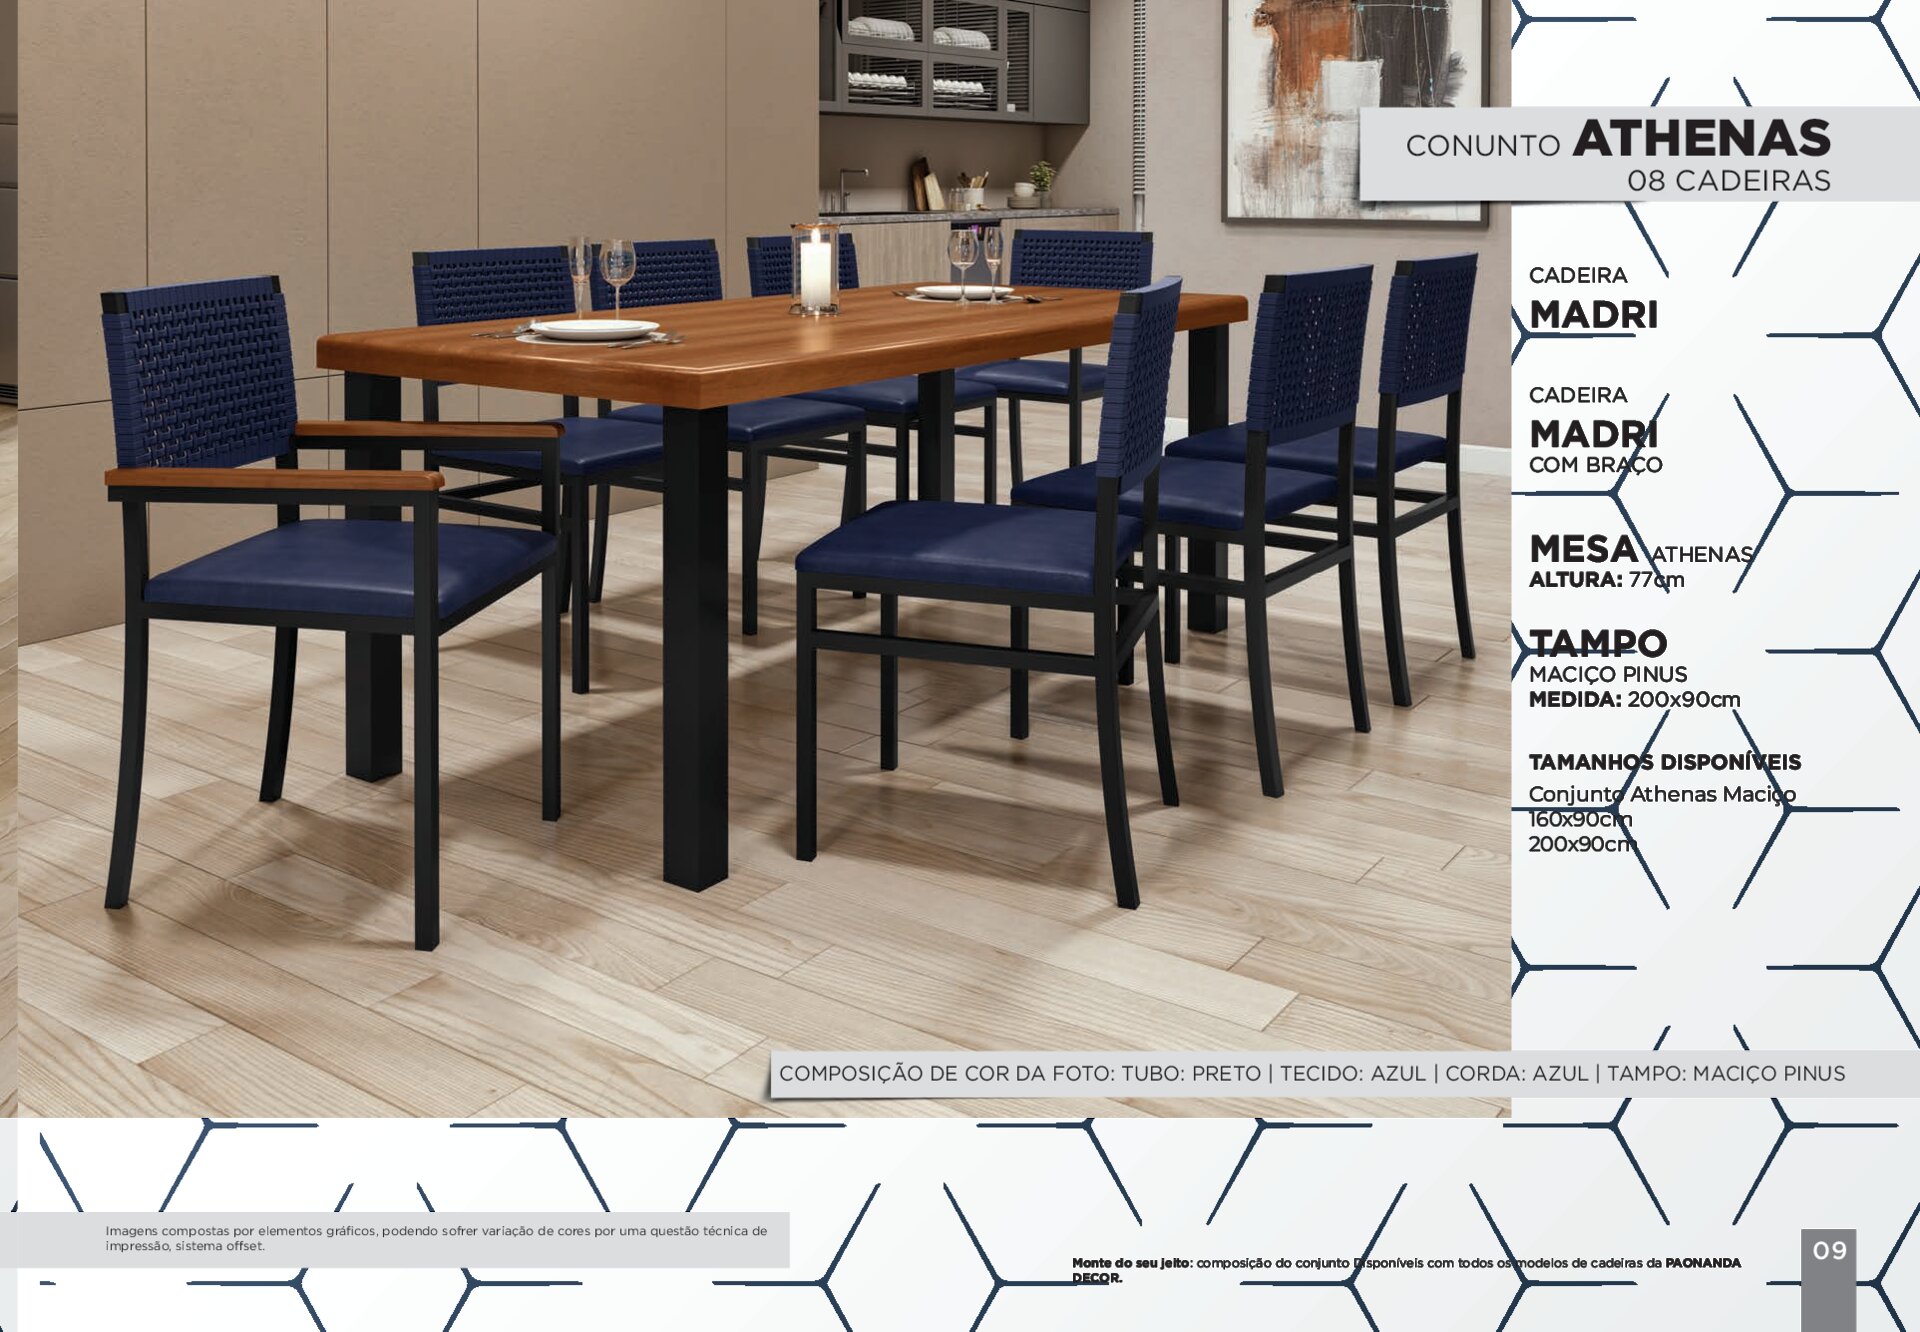 CONUNTO ATHENAS
08 CADEIRAS
CADEIRA
MADRI
CADEIRA
MADRI
COM BRAÇO
MESA ATHENAS
ALTURA: 77cm
TAMPO
MACIÇO PINUS
MEDIDA: 200x90cm
TAMANHOS DISPONÍVEIS
Conjunto Athenas Maciço
160x90cm
200x90cm
COMPOSIÇÃO DE COR DA FOTO: TUBO: PRETO | TECIDO: AZUL | CORDA: AZUL | TAMPO: MACIÇO PINUS
Imagens compostas por elementos gráficos, podendo sofrer variação de cores por uma questão técnica de
impressão, sistema offset.
Monte do seu jeito: composição do conjunto Disponíveis com todos os modelos de cadeiras da PAONANDA
DECOR.
09